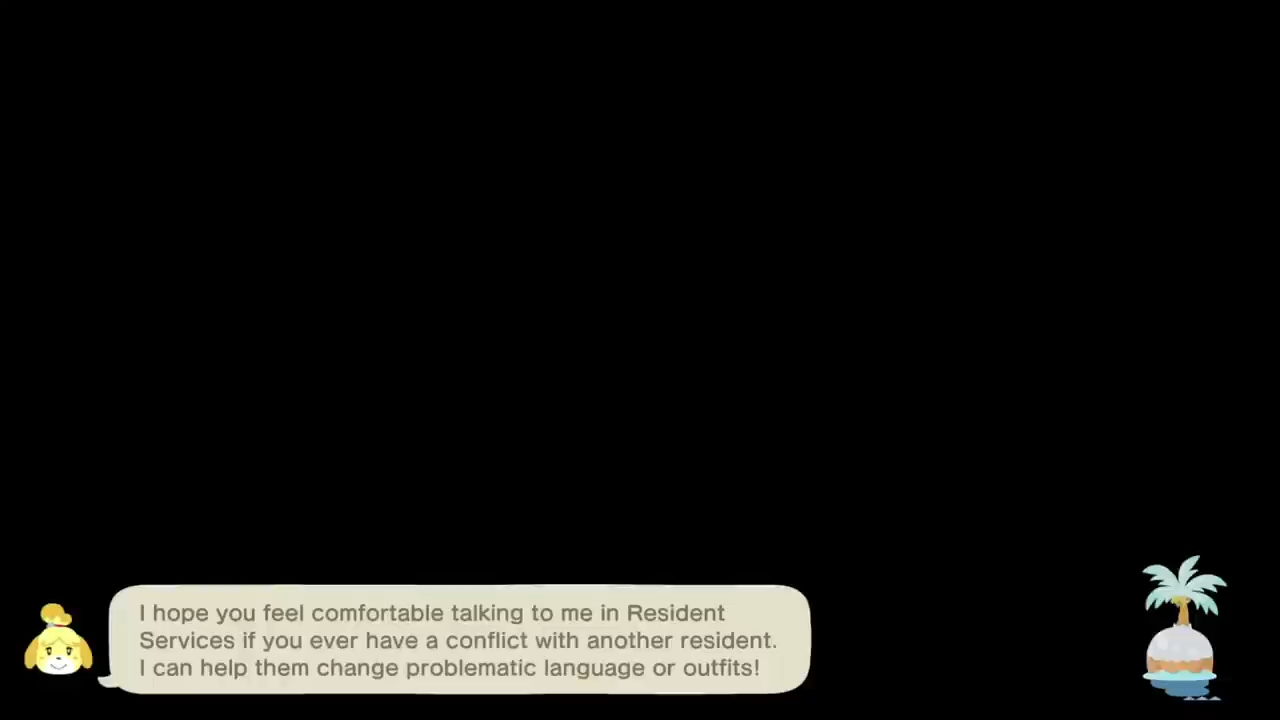 I hope you feel comfortable talking to me in Resident
Services if you ever have a conflict with another resident.
I can help them change problematic language or outfits!